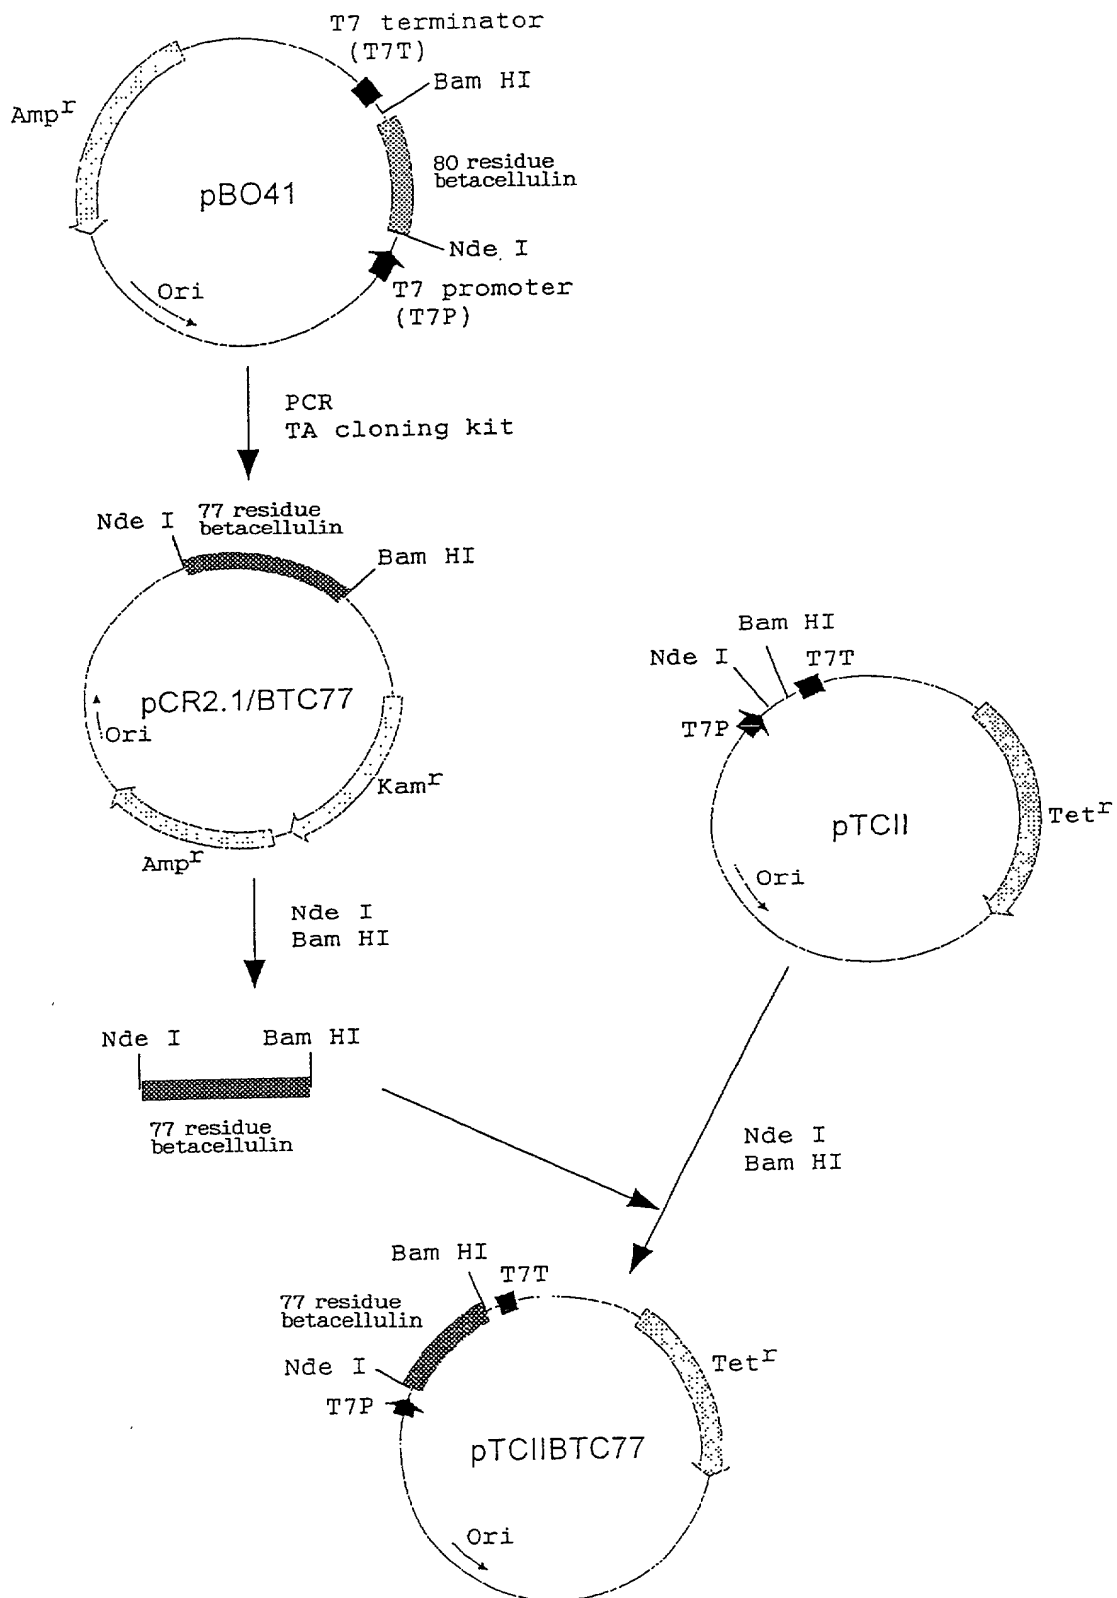 T7 terminator
(T7T)
Bam HI
Amp^r
80 residue
betacellulin
pBO41
Nde I
Ori
T7 promoter
(T7P)
PCR
TA cloning kit
77 residue
betacellulin
Nde I
Bam HI
pCR2.1/BTC77
Ori
Kam^r
Amp^r
Bam HI
Nde I
T7T
T7P
pTCII
Tet^r
Ori
Nde I
Bam HI
Nde I
Bam HI
77 residue
betacellulin
Nde I
Bam HI
Bam HI
T7T
77 residue
betacellulin
Nde I
T7P
Tet^r
pTCIIBTC77
Ori